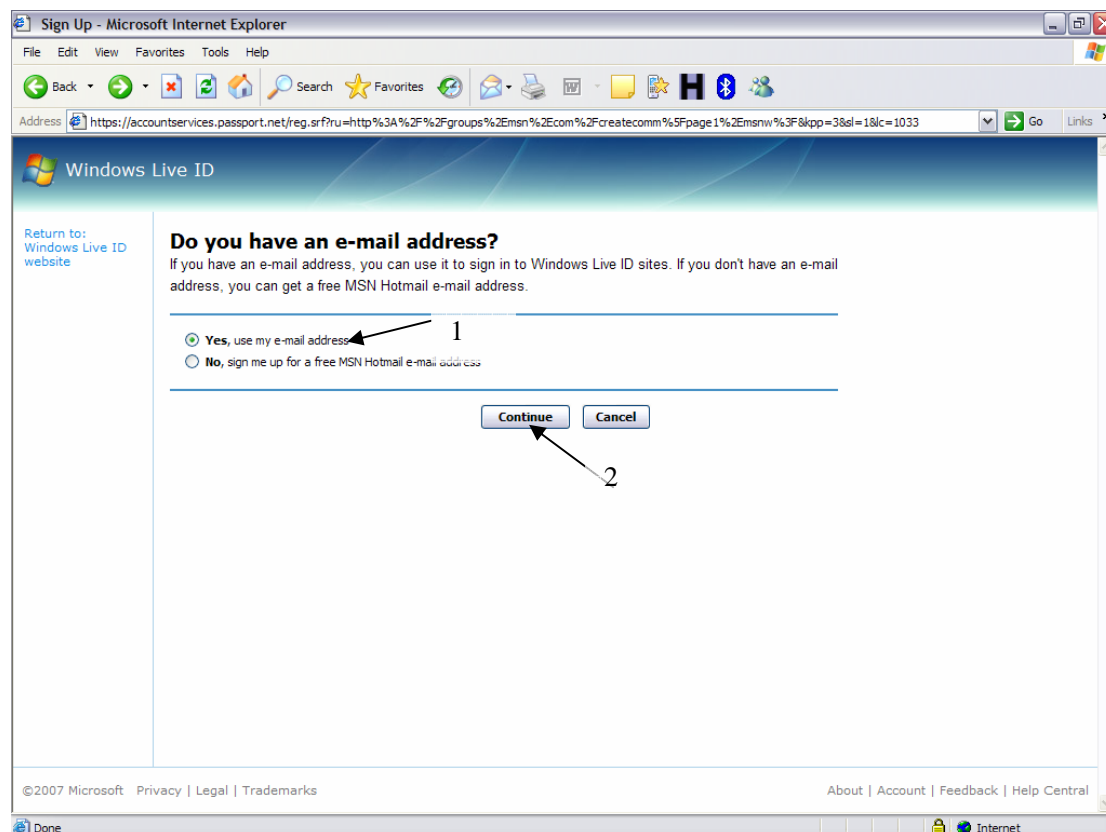 Sign Up - Microsoft Internet Explorer
File Edit View Favorites Tools Help
Back Search Favorites
Address https://accountservices.passport.net/reg.srf?ru=http%3A%2F%2Fgroups%2Emsn%2Ecom%2Fcreatecomm%5Fpage1%2Emsnw%3F&kpp=3&sl=1&lc=1033 Go Links
Windows Live ID
Return to:
Windows Live ID
website
Do you have an e-mail address?
If you have an e-mail address, you can use it to sign in to Windows Live ID sites. If you don't have an e-mail
address, you can get a free MSN Hotmail e-mail address.
Yes, use my e-mail address 1
No, sign me up for a free MSN Hotmail e-mail address
Continue Cancel
2
©2007 Microsoft Privacy | Legal | Trademarks About | Account | Feedback | Help Central
Done Internet